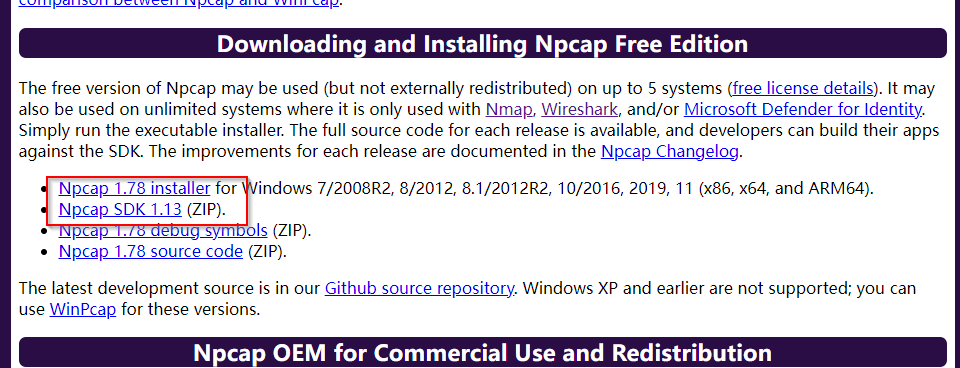 comparison between Npcap and WinPcap.
Downloading and Installing Npcap Free Edition
The free version of Npcap may be used (but not externally redistributed) on up to 5 systems (free license details). It may
also be used on unlimited systems where it is only used with Nmap, Wireshark, and/or Microsoft Defender for Identity.
Simply run the executable installer. The full source code for each release is available, and developers can build their apps
against the SDK. The improvements for each release are documented in the Npcap Changelog.
• Npcap 1.78 installer for Windows 7/2008R2, 8/2012, 8.1/2012R2, 10/2016, 2019, 11 (x86, x64, and ARM64).
• Npcap SDK 1.13 (ZIP).
• Npcap 1.78 debug symbols (ZIP).
• Npcap 1.78 source code (ZIP).
The latest development source is in our Github source repository. Windows XP and earlier are not supported; you can
use WinPcap for these versions.
Npcap OEM for Commercial Use and Redistribution